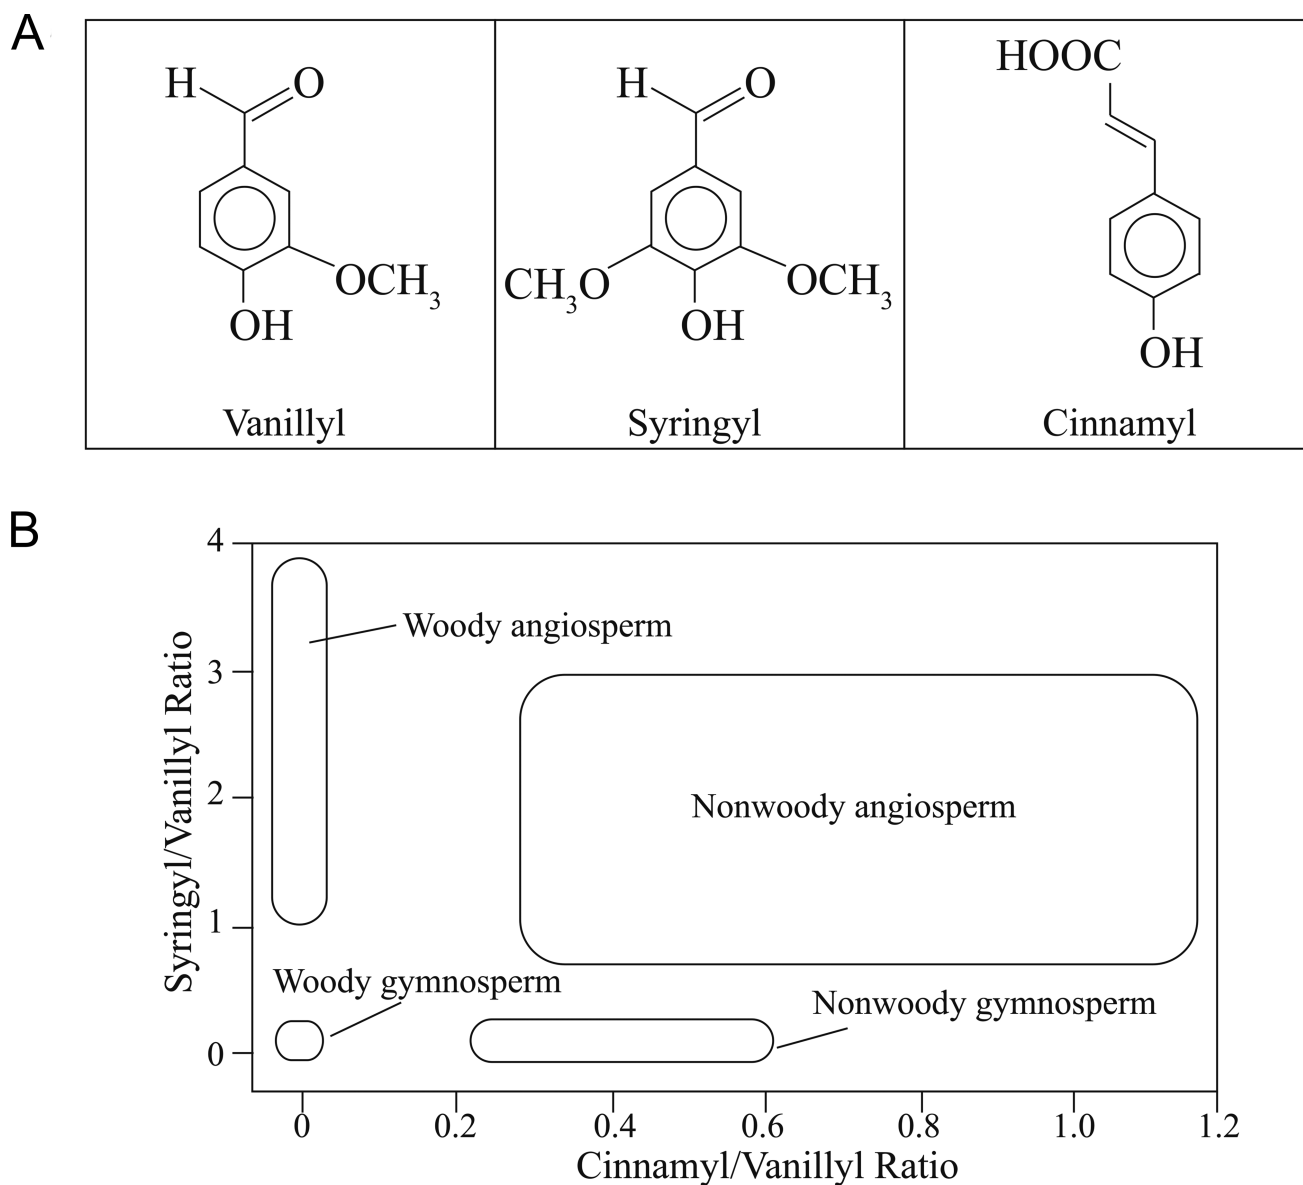 A
H
O
OCH3
OH
Vanillyl
H
O
CH3O
OCH3
OH
Syringyl
HOOC
OH
Cinnamyl
B
Syringyl/Vanillyl Ratio
4
3
2
1
0
Woody angiosperm
Nonwoody angiosperm
Woody gymnosperm
Nonwoody gymnosperm
0 0.2 0.4 0.6 0.8 1.0 1.2
Cinnamyl/Vanillyl Ratio